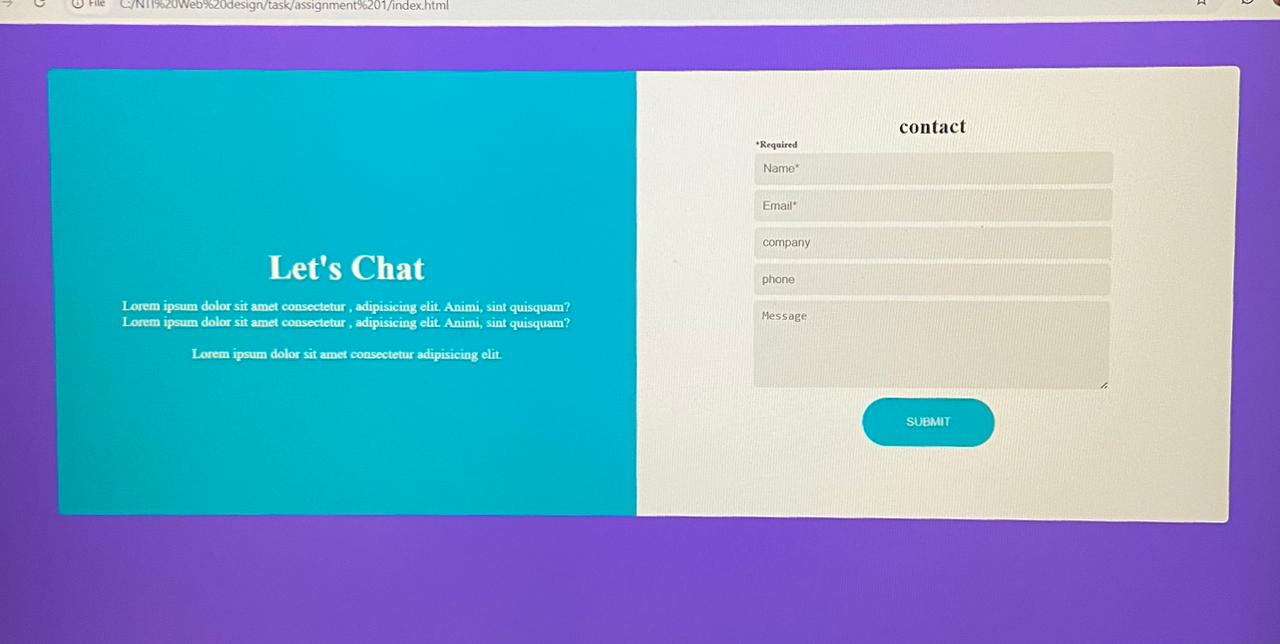 File C:/NTI%20Web%20design/task/assignment%201/index.html
Let's Chat
Lorem ipsum dolor sit amet consectetur , adipisicing elit. Animi, sint quisquam?
Lorem ipsum dolor sit amet consectetur , adipisicing elit. Animi, sint quisquam?
Lorem ipsum dolor sit amet consectetur adipisicing elit.
contact
*Required
Name*
Email*
company
phone
Message
SUBMIT